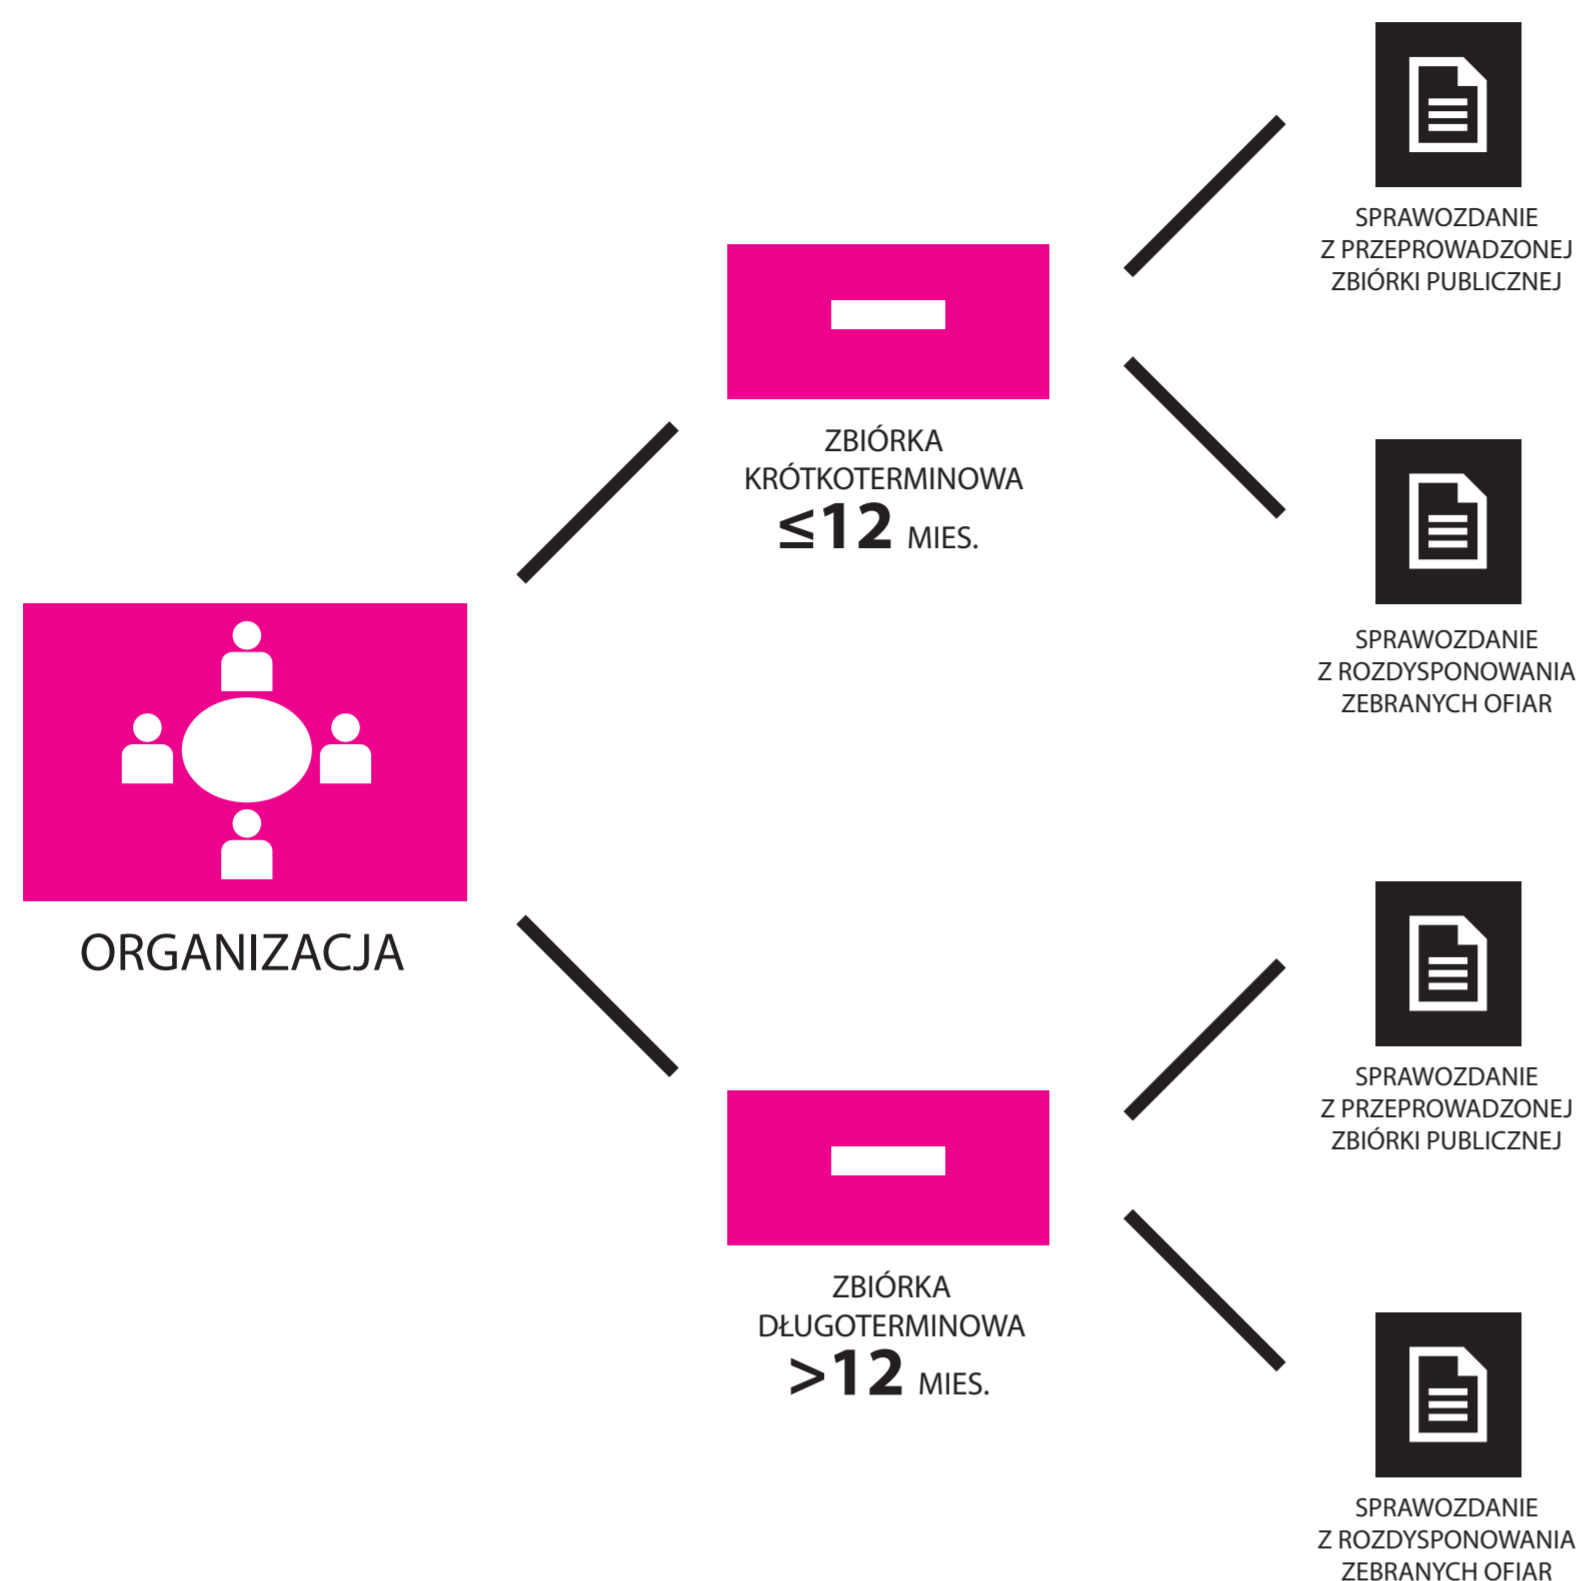 ORGANIZACJA
ZBIÓRKA
KRÓTKOTERMINOWA
≤12 MIES.
SPRAWOZDANIE
Z PRZEPROWADZONEJ
ZBIÓRKI PUBLICZNEJ
SPRAWOZDANIE
Z ROZDYSPONOWANIA
ZEBRANYCH OFIAR
ZBIÓRKA
DŁUGOTERMINOWA
>12 MIES.
SPRAWOZDANIE
Z PRZEPROWADZONEJ
ZBIÓRKI PUBLICZNEJ
SPRAWOZDANIE
Z ROZDYSPONOWANIA
ZEBRANYCH OFIAR